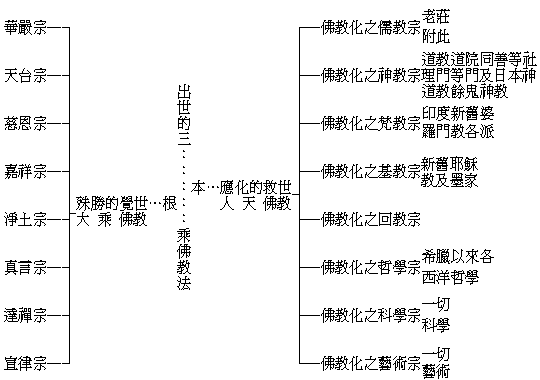 華嚴宗
天台宗
慈恩宗
嘉祥宗
淨土宗
真言宗
達禪宗
宣律宗
殊勝的覺世…根
大乘佛教
出世的三……乘佛教法
本…應化的救世
人天佛教
佛教化之儒教宗
老莊
附此
佛教化之神教宗
道教道院同善等社
理門等門及日本神
道教餘鬼神教
佛教化之梵教宗
印度新舊婆
羅門教各派
佛教化之基教宗
新舊耶穌
教及墨家
佛教化之回教宗
佛教化之哲學宗
希臘以來各
西洋哲學
佛教化之科學宗
一切
科學
佛教化之藝術宗
一切
藝術